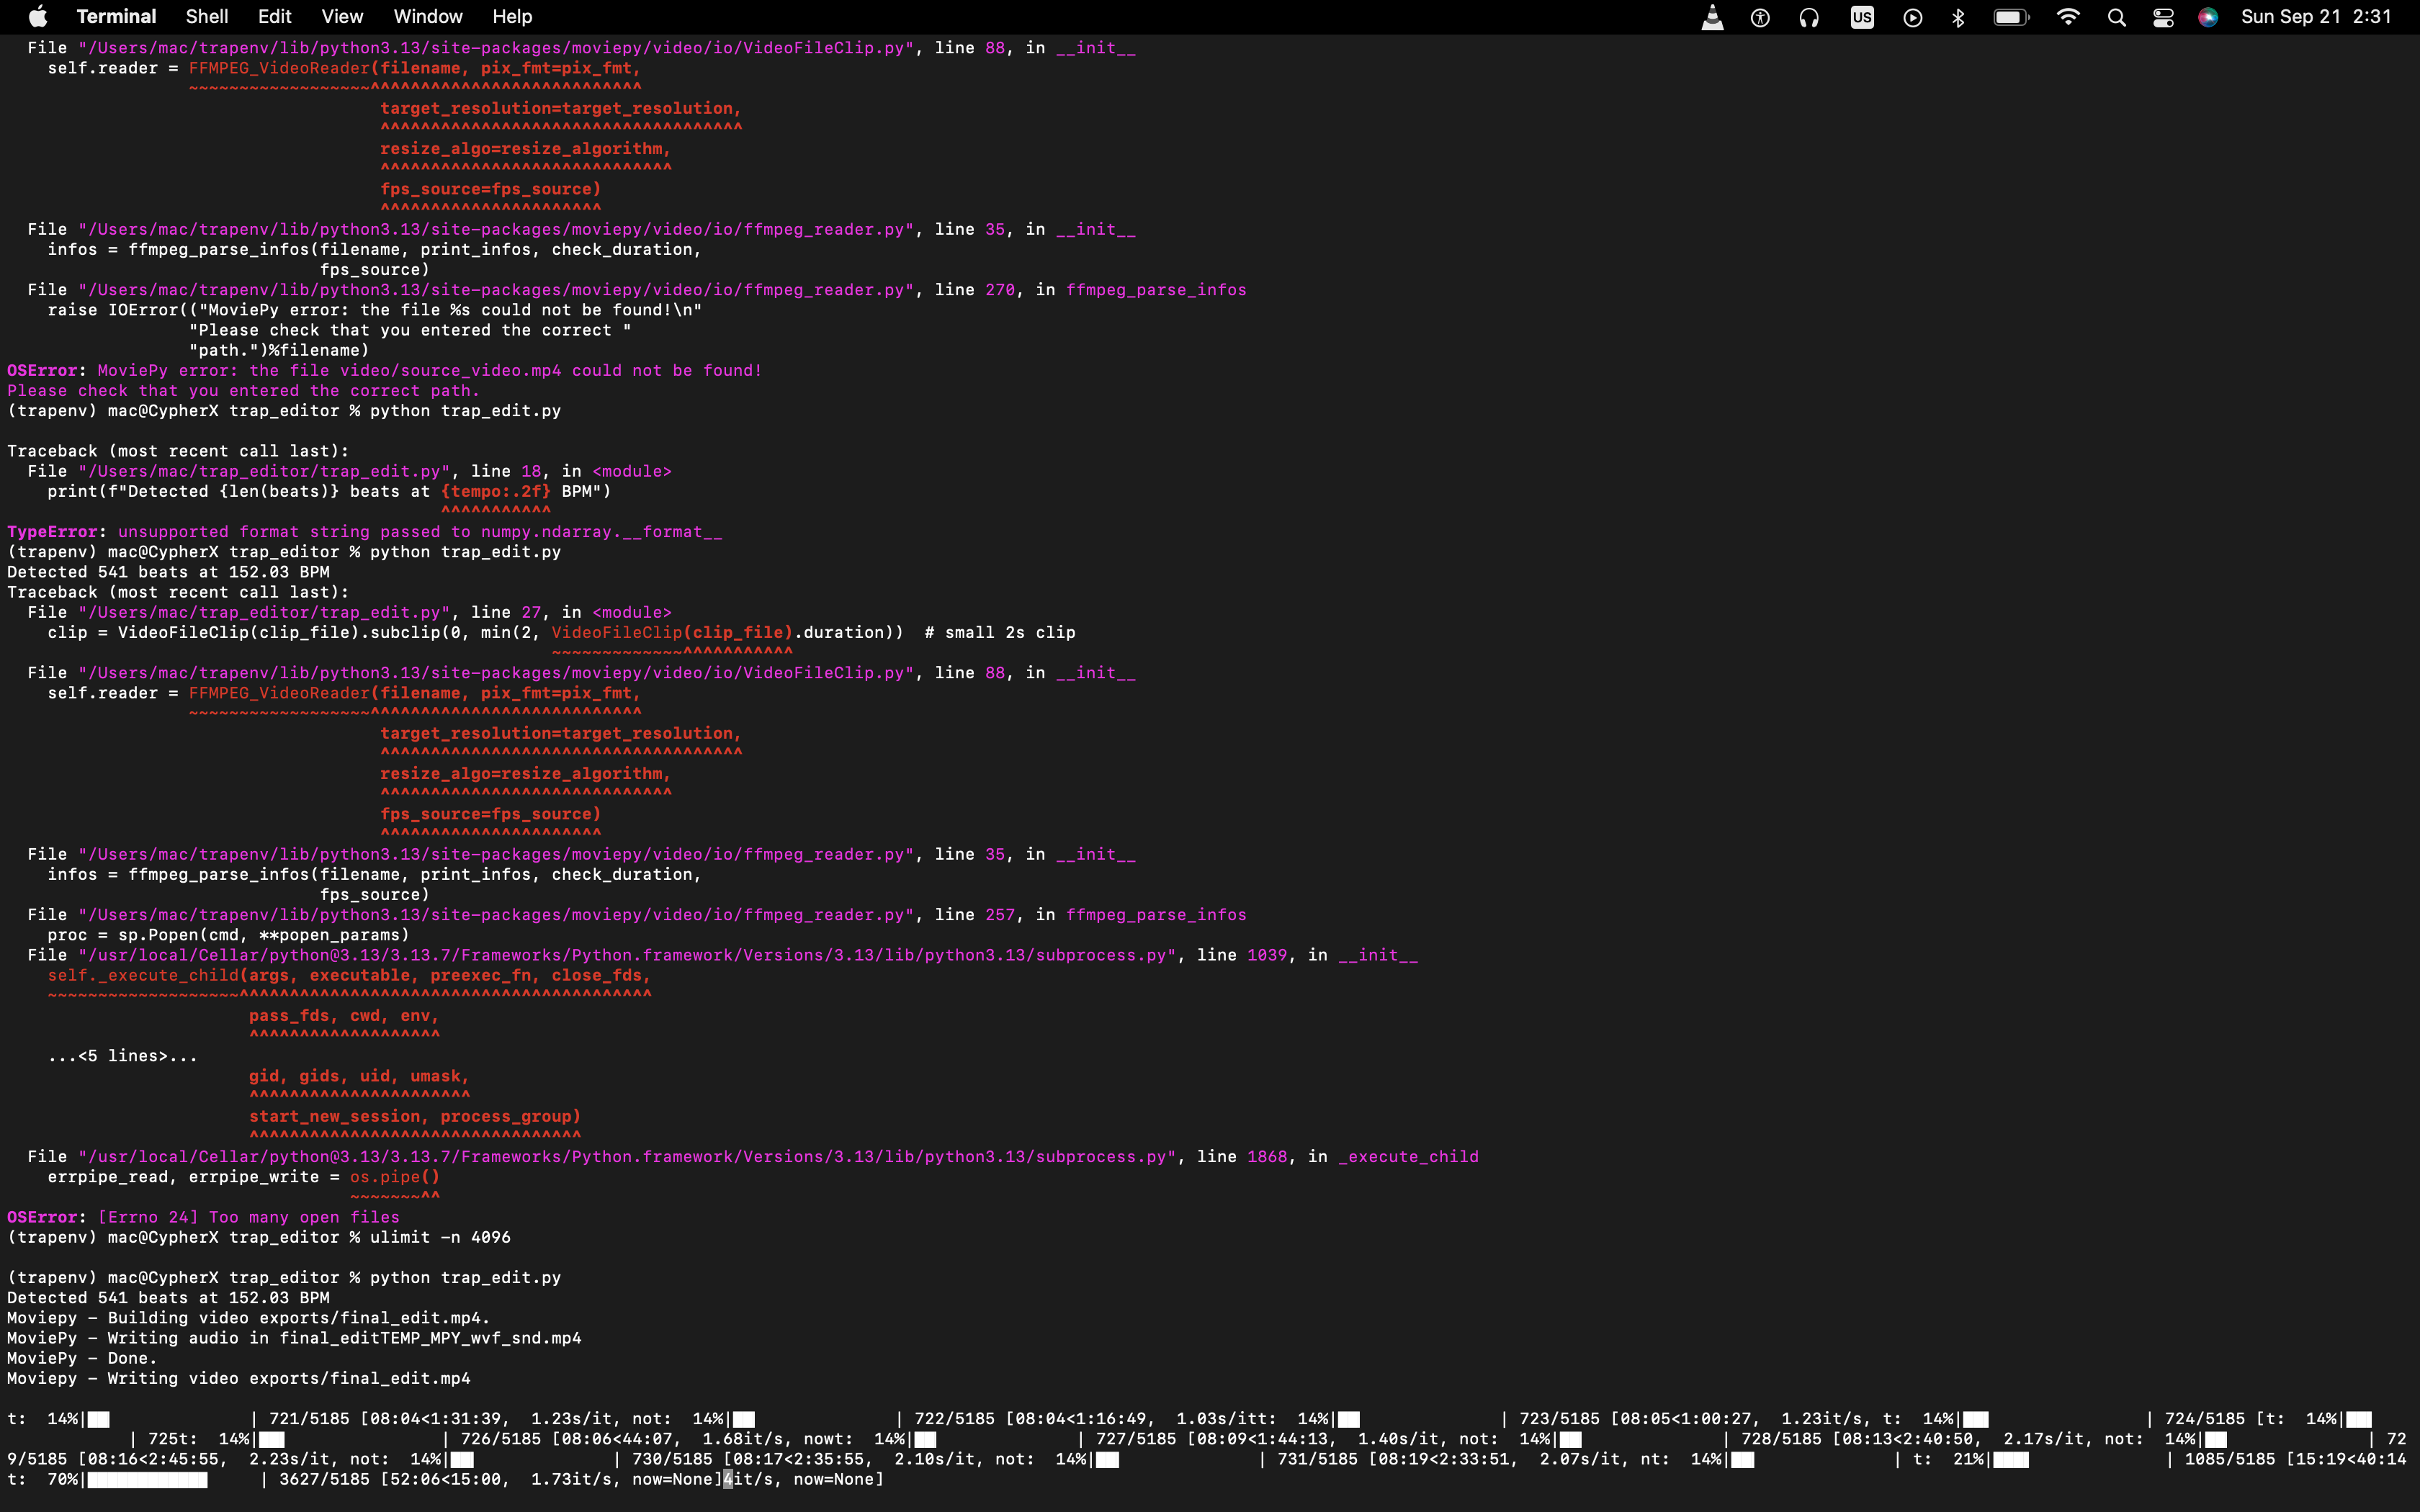 Terminal Shell Edit View Window Help US Sun Sep 21 2:31
File "/Users/mac/trapenv/lib/python3.13/site-packages/moviepy/video/io/VideoFileClip.py", line 88, in __init__
self.reader = FFMPEG_VideoReader(filename, pix_fmt=pix_fmt,
~~~~~~~~~~~~~~~~~~^^^^^^^^^^^^^^^^^^^^^^^^^^^
target_resolution=target_resolution,
^^^^^^^^^^^^^^^^^^^^^^^^^^^^^^^^^^^^
resize_algo=resize_algorithm,
^^^^^^^^^^^^^^^^^^^^^^^^^^^^^
fps_source=fps_source)
^^^^^^^^^^^^^^^^^^^^^^
File "/Users/mac/trapenv/lib/python3.13/site-packages/moviepy/video/io/ffmpeg_reader.py", line 35, in __init__
infos = ffmpeg_parse_infos(filename, print_infos, check_duration,
fps_source)
File "/Users/mac/trapenv/lib/python3.13/site-packages/moviepy/video/io/ffmpeg_reader.py", line 270, in ffmpeg_parse_infos
raise IOError(("MoviePy error: the file %s could not be found!\n"
"Please check that you entered the correct "
"path.")%filename)
OSError: MoviePy error: the file video/source_video.mp4 could not be found!
Please check that you entered the correct path.
(trapenv) mac@CypherX trap_editor % python trap_edit.py
Traceback (most recent call last):
File "/Users/mac/trap_editor/trap_edit.py", line 18, in <module>
print(f"Detected {len(beats)} beats at {tempo:.2f} BPM")
^^^^^^^^^^^
TypeError: unsupported format string passed to numpy.ndarray.__format__
(trapenv) mac@CypherX trap_editor % python trap_edit.py
Detected 541 beats at 152.03 BPM
Traceback (most recent call last):
File "/Users/mac/trap_editor/trap_edit.py", line 27, in <module>
clip = VideoFileClip(clip_file).subclip(0, min(2, VideoFileClip(clip_file).duration))  # small 2s clip
~~~~~~~~~~~~~^^^^^^^^^^^
File "/Users/mac/trapenv/lib/python3.13/site-packages/moviepy/video/io/VideoFileClip.py", line 88, in __init__
self.reader = FFMPEG_VideoReader(filename, pix_fmt=pix_fmt,
~~~~~~~~~~~~~~~~~~^^^^^^^^^^^^^^^^^^^^^^^^^^^
target_resolution=target_resolution,
^^^^^^^^^^^^^^^^^^^^^^^^^^^^^^^^^^^^
resize_algo=resize_algorithm,
^^^^^^^^^^^^^^^^^^^^^^^^^^^^^
fps_source=fps_source)
^^^^^^^^^^^^^^^^^^^^^^
File "/Users/mac/trapenv/lib/python3.13/site-packages/moviepy/video/io/ffmpeg_reader.py", line 35, in __init__
infos = ffmpeg_parse_infos(filename, print_infos, check_duration,
fps_source)
File "/Users/mac/trapenv/lib/python3.13/site-packages/moviepy/video/io/ffmpeg_reader.py", line 257, in ffmpeg_parse_infos
proc = sp.Popen(cmd, **popen_params)
File "/usr/local/Cellar/python@3.13/3.13.7/Frameworks/Python.framework/Versions/3.13/lib/python3.13/subprocess.py", line 1039, in __init__
self._execute_child(args, executable, preexec_fn, close_fds,
~~~~~~~~~~~~~~~~~~~^^^^^^^^^^^^^^^^^^^^^^^^^^^^^^^^^^^^^^^^^
pass_fds, cwd, env,
^^^^^^^^^^^^^^^^^^^
...<5 lines>...
gid, gids, uid, umask,
^^^^^^^^^^^^^^^^^^^^^^
start_new_session, process_group)
^^^^^^^^^^^^^^^^^^^^^^^^^^^^^^^^^
File "/usr/local/Cellar/python@3.13/3.13.7/Frameworks/Python.framework/Versions/3.13/lib/python3.13/subprocess.py", line 1868, in _execute_child
errpipe_read, errpipe_write = os.pipe()
~~~~~~~^^
OSError: [Errno 24] Too many open files
(trapenv) mac@CypherX trap_editor % ulimit -n 4096
(trapenv) mac@CypherX trap_editor % python trap_edit.py
Detected 541 beats at 152.03 BPM
Moviepy - Building video exports/final_edit.mp4.
MoviePy - Writing audio in final_editTEMP_MPY_wvf_snd.mp4
MoviePy - Done.
Moviepy - Writing video exports/final_edit.mp4
t:  14%|██ | 721/5185 [08:04<1:31:39,  1.23s/it, not:  14%|██ | 722/5185 [08:04<1:16:49,  1.03s/itt:  14%|██ | 723/5185 [08:05<1:00:27,  1.23it/s, t:  14%|██ | 724/5185 [t:  14%|██
| 725t:  14%|██ | 726/5185 [08:06<44:07,  1.68it/s, nowt:  14%|██ | 727/5185 [08:09<1:44:13,  1.40s/it, not:  14%|██ | 728/5185 [08:13<2:40:50,  2.17s/it, not:  14%|██ | 72
9/5185 [08:16<2:45:55,  2.23s/it, not:  14%|██ | 730/5185 [08:17<2:35:55,  2.10s/it, not:  14%|██ | 731/5185 [08:19<2:33:51,  2.07s/it, nt:  14%|██ | t:  21%|███ | 1085/5185 [15:19<40:14
t:  70%|████████████ | 3627/5185 [52:06<15:00,  1.73it/s, now=None]4it/s, now=None]